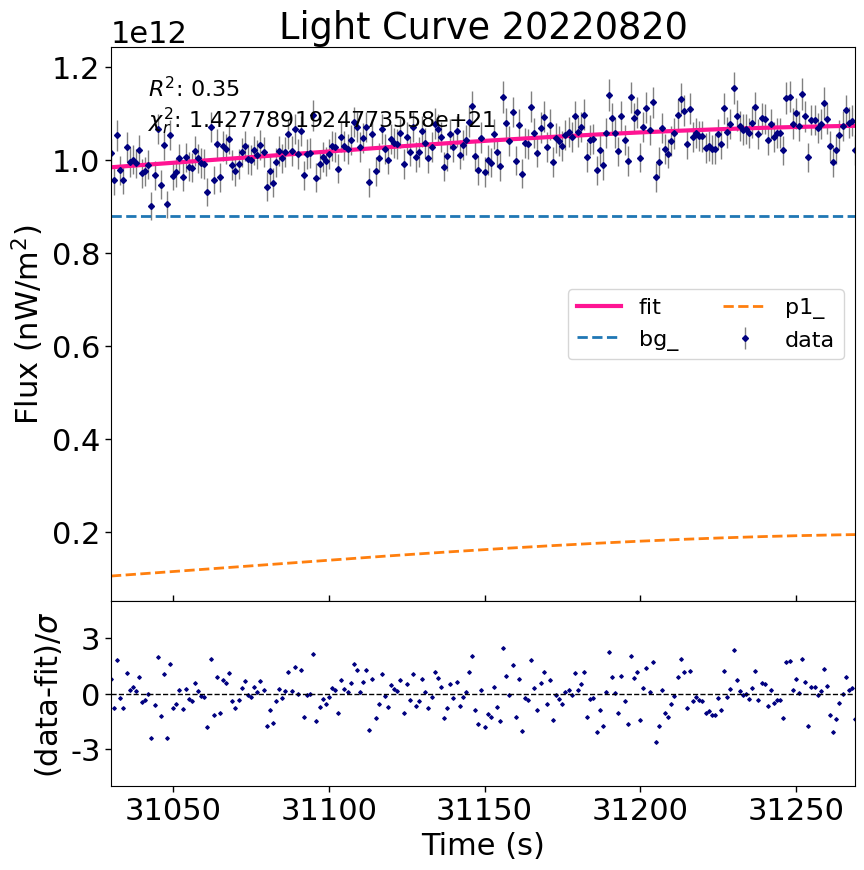 Light Curve 20220820
1e12
R²: 0.35
χ²ᵣ: 1.4277891924773558e+21
1.2
1.0
0.8
0.6
0.4
0.2
Flux (nW/m²)
fit
bg_
p1_
data
3
0
-3
(data-fit)/σ
31050 31100 31150 31200 31250
Time (s)